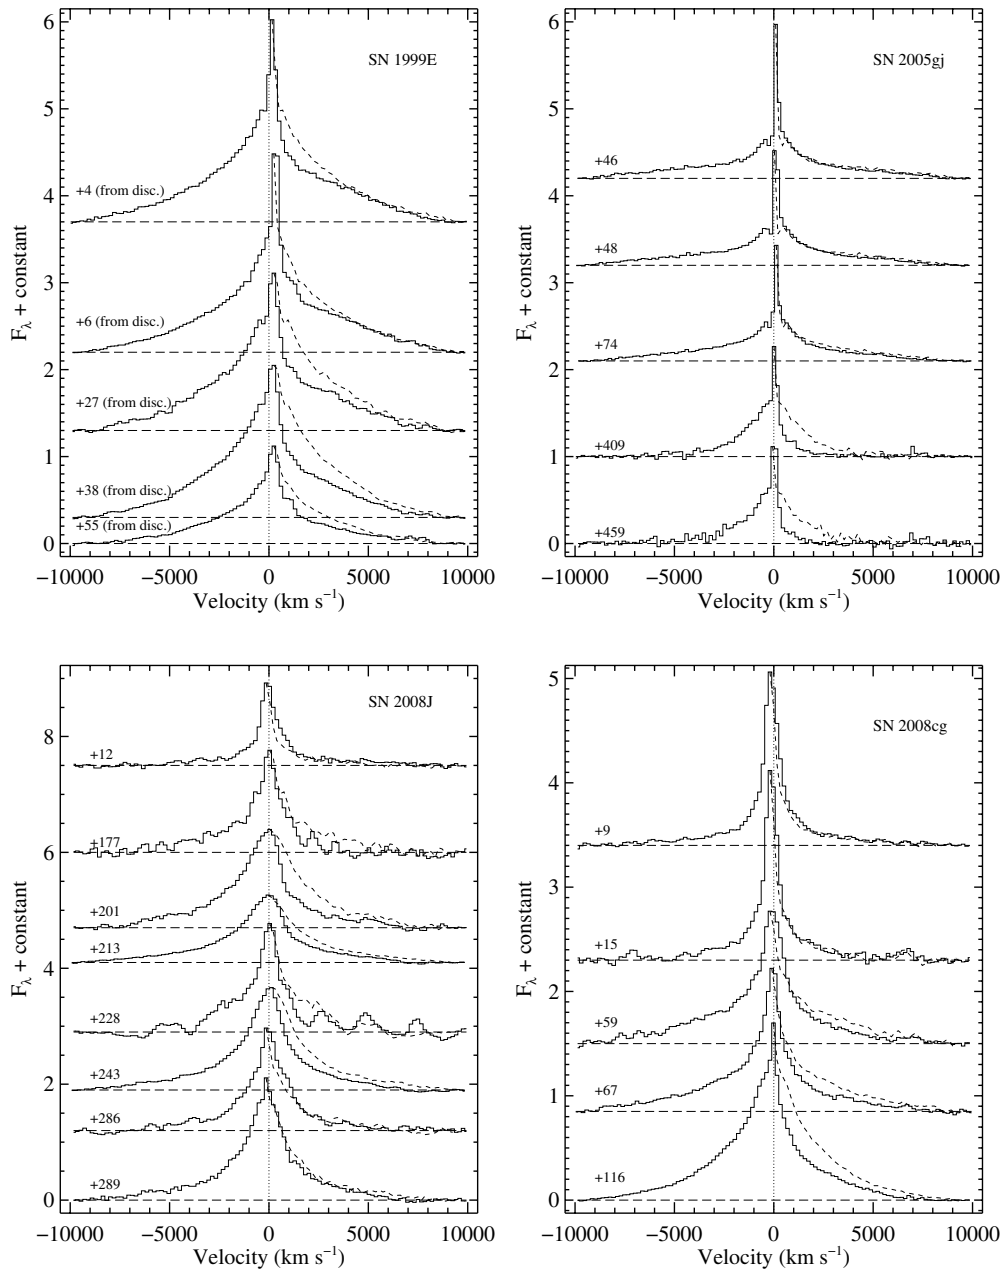 SN 1999E
6
5
4
3
2
1
0
F_λ + constant
+4 (from disc.)
+6 (from disc.)
+27 (from disc.)
+38 (from disc.)
+55 (from disc.)
−10000 −5000 0 5000 10000
Velocity (km s⁻¹)
SN 2005gj
6
5
4
3
2
1
0
F_λ + constant
+46
+48
+74
+409
+459
−10000 −5000 0 5000 10000
Velocity (km s⁻¹)
SN 2008J
8
6
4
2
0
F_λ + constant
+12
+177
+201
+213
+228
+243
+286
+289
−10000 −5000 0 5000 10000
Velocity (km s⁻¹)
SN 2008cg
5
4
3
2
1
0
F_λ + constant
+9
+15
+59
+67
+116
−10000 −5000 0 5000 10000
Velocity (km s⁻¹)